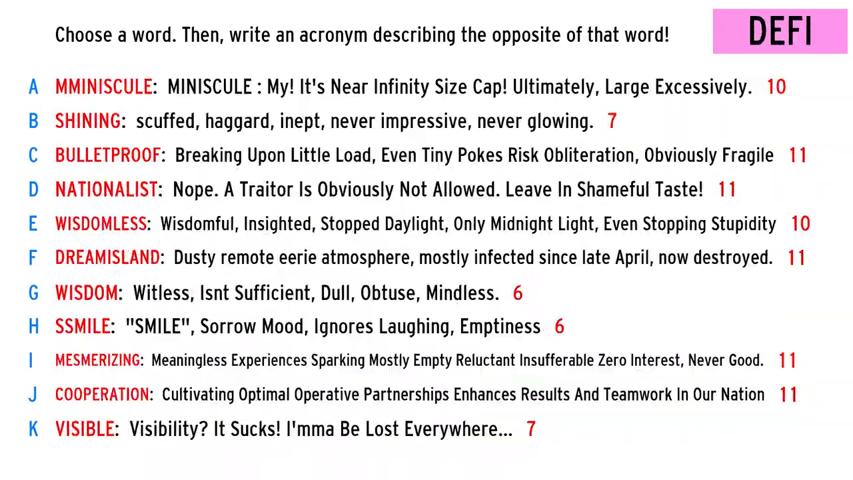 Choose a word. Then, write an acronym describing the opposite of that word!
DEFI
A MMINISCULE: MINISCULE : My! It's Near Infinity Size Cap! Ultimately, Large Excessively. 10
B SHINING: scuffed, haggard, inept, never impressive, never glowing. 7
C BULLETPROOF: Breaking Upon Little Load, Even Tiny Pokes Risk Obliteration, Obviously Fragile 11
D NATIONALIST: Nope. A Traitor Is Obviously Not Allowed. Leave In Shameful Taste! 11
E WISDOMLESS: Wisdomful, Insighted, Stopped Daylight, Only Midnight Light, Even Stopping Stupidity 10
F DREAMISLAND: Dusty remote eerie atmosphere, mostly infected since late April, now destroyed. 11
G WISDOM: Witless, Isnt Sufficient, Dull, Obtuse, Mindless. 6
H SSMILE: "SMILE", Sorrow Mood, Ignores Laughing, Emptiness 6
I MESMERIZING: Meaningless Experiences Sparking Mostly Empty Reluctant Insufferable Zero Interest, Never Good. 11
J COOPERATION: Cultivating Optimal Operative Partnerships Enhances Results And Teamwork In Our Nation 11
K VISIBLE: Visibility? It Sucks! I'mma Be Lost Everywhere... 7